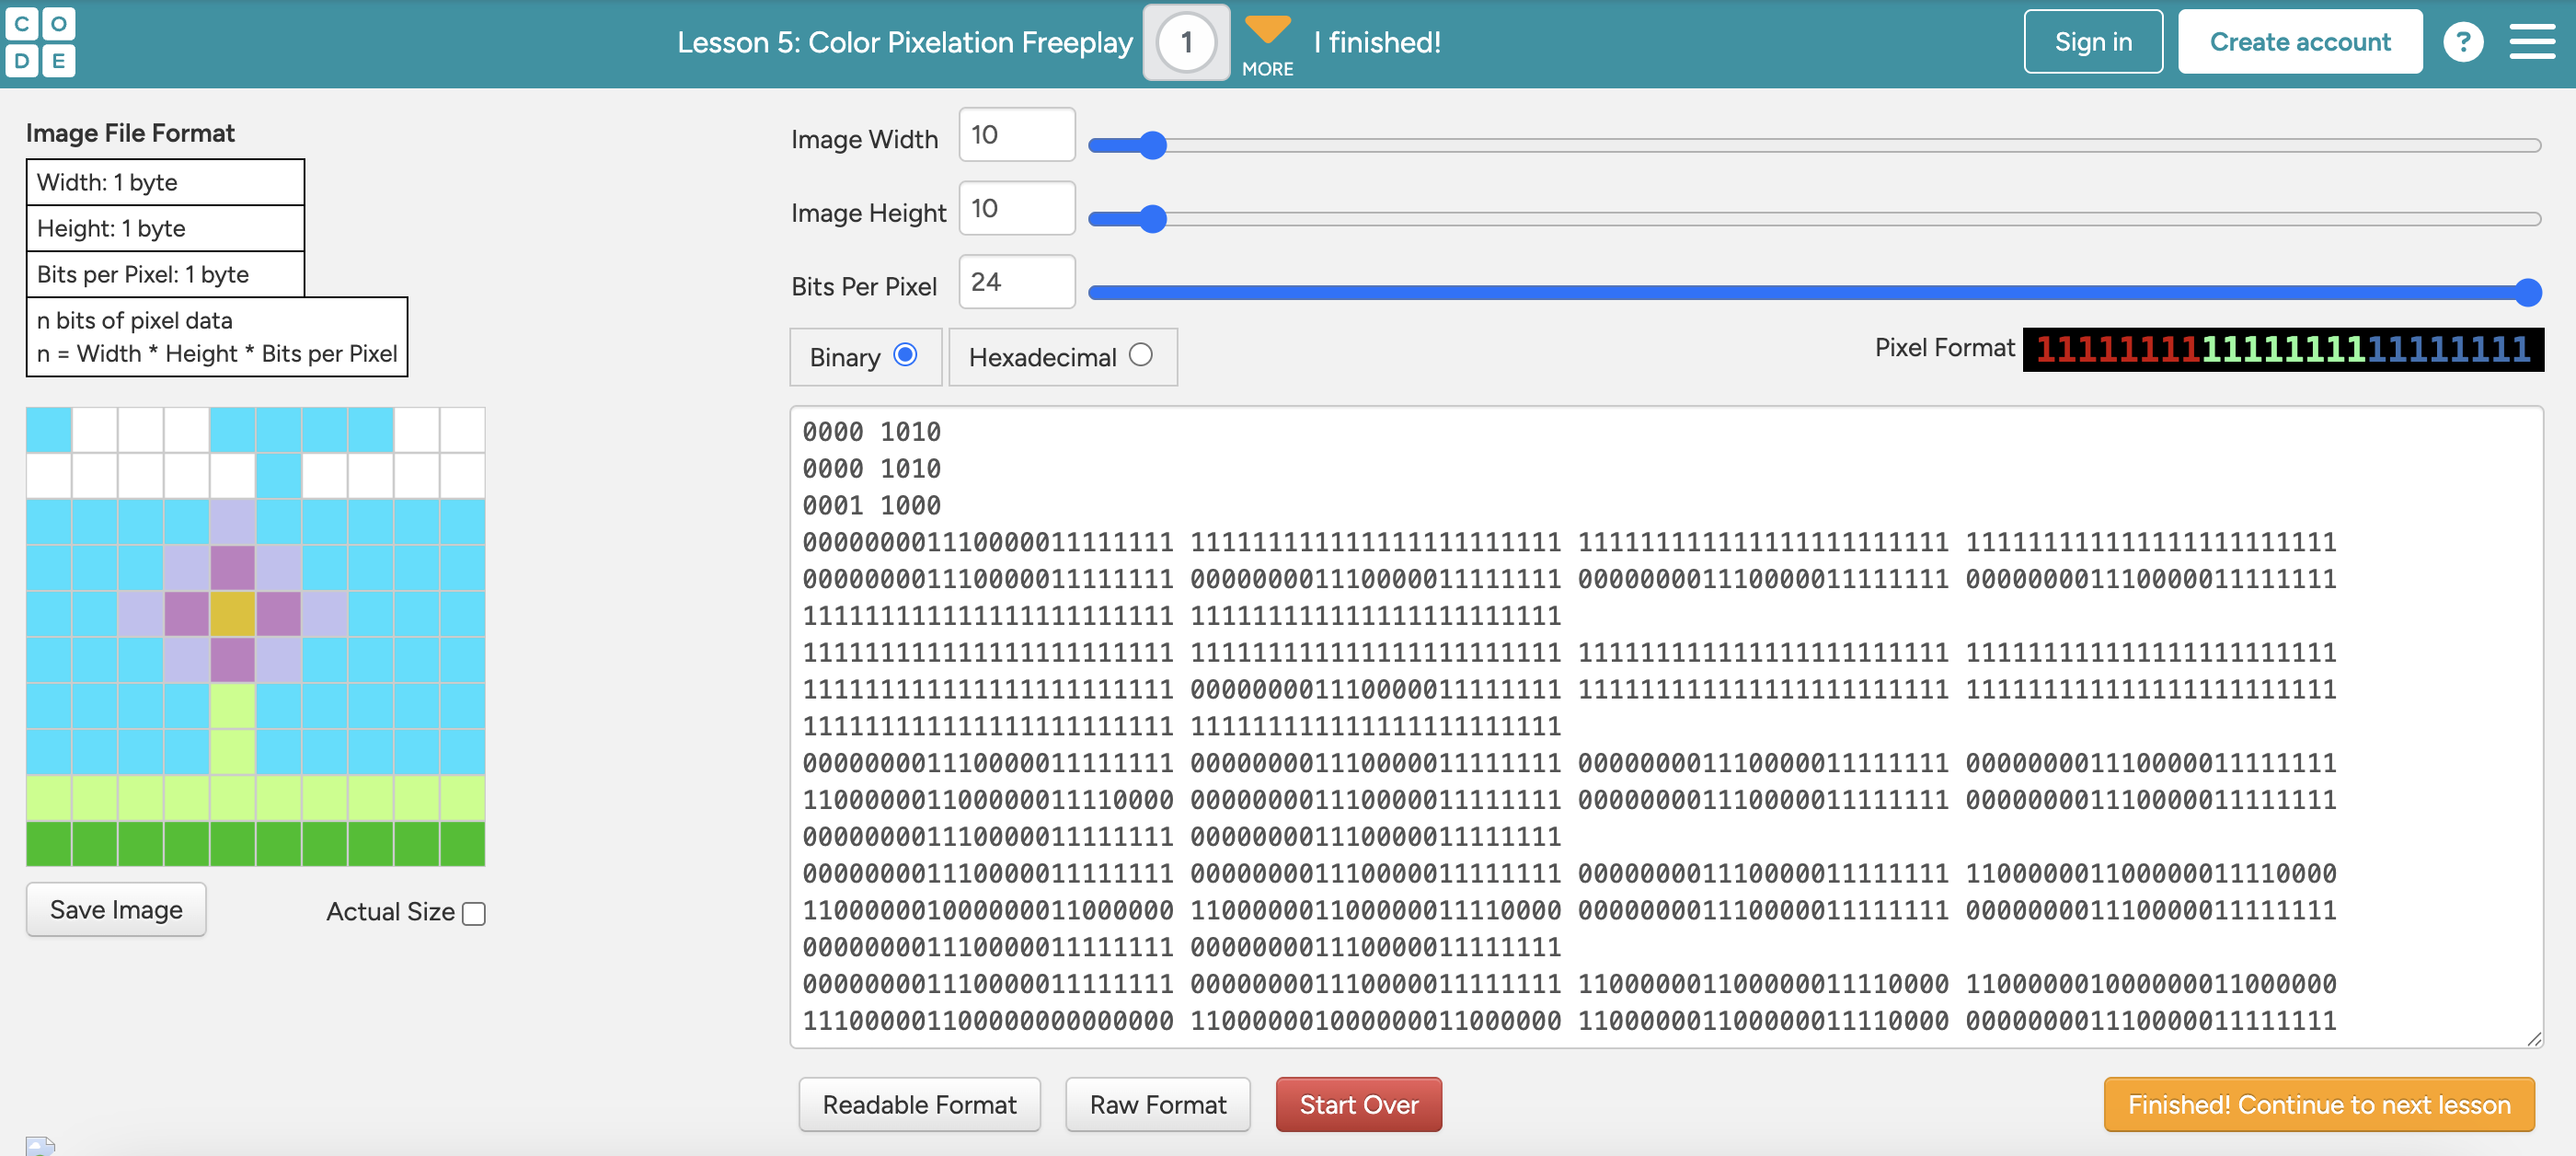 C O
D E
Lesson 5: Color Pixelation Freeplay 1 MORE I finished!
Sign in
Create account
?
Image File Format
Width: 1 byte
Height: 1 byte
Bits per Pixel: 1 byte
n bits of pixel data
n = Width * Height * Bits per Pixel
Save Image
Actual Size
Image Width 10
Image Height 10
Bits Per Pixel 24
Binary
Hexadecimal
Pixel Format 111111111111111111111111
0000 1010
0000 1010
0001 1000
000000001110000011111111 111111111111111111111111 111111111111111111111111 111111111111111111111111
000000001110000011111111 000000001110000011111111 000000001110000011111111 000000001110000011111111
111111111111111111111111 111111111111111111111111
111111111111111111111111 111111111111111111111111 111111111111111111111111 111111111111111111111111
111111111111111111111111 000000001110000011111111 111111111111111111111111 111111111111111111111111
111111111111111111111111 111111111111111111111111
000000001110000011111111 000000001110000011111111 000000001110000011111111 000000001110000011111111
110000001100000011110000 000000001110000011111111 000000001110000011111111 000000001110000011111111
000000001110000011111111 000000001110000011111111
000000001110000011111111 000000001110000011111111 000000001110000011111111 110000001100000011110000
110000001000000011000000 110000001100000011110000 000000001110000011111111 000000001110000011111111
000000001110000011111111 000000001110000011111111
000000001110000011111111 000000001110000011111111 110000001100000011110000 110000001000000011000000
111000001100000000000000 110000001000000011000000 110000001100000011110000 000000001110000011111111
Readable Format
Raw Format
Start Over
Finished! Continue to next lesson